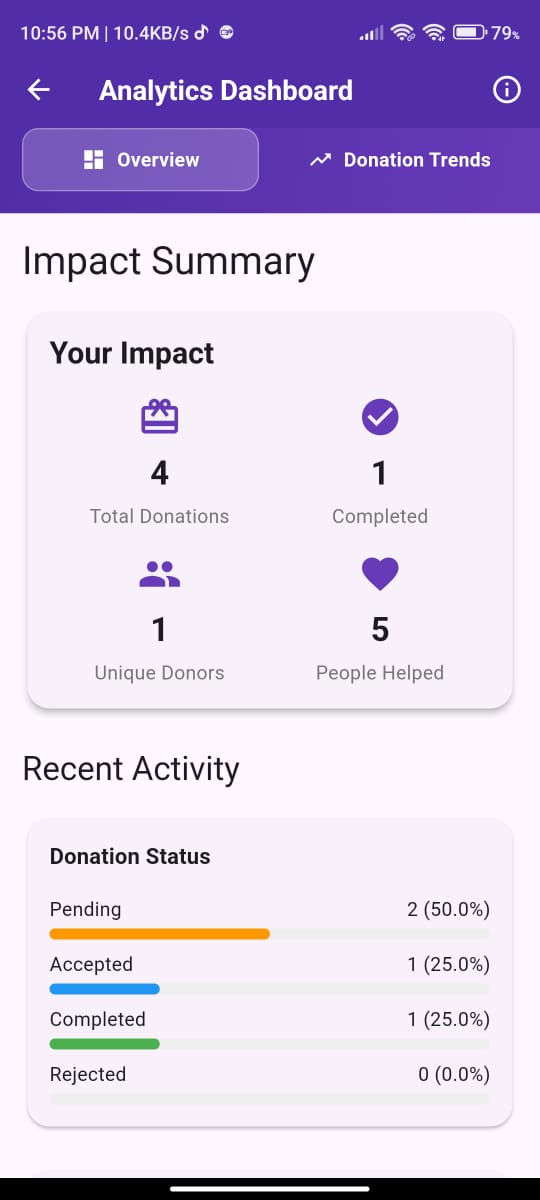 10:56 PM | 10.4KB/s 79%
Analytics Dashboard
Overview Donation Trends
Impact Summary
Your Impact
4 1
Total Donations Completed
1 5
Unique Donors People Helped
Recent Activity
Donation Status
Pending 2 (50.0%)
Accepted 1 (25.0%)
Completed 1 (25.0%)
Rejected 0 (0.0%)